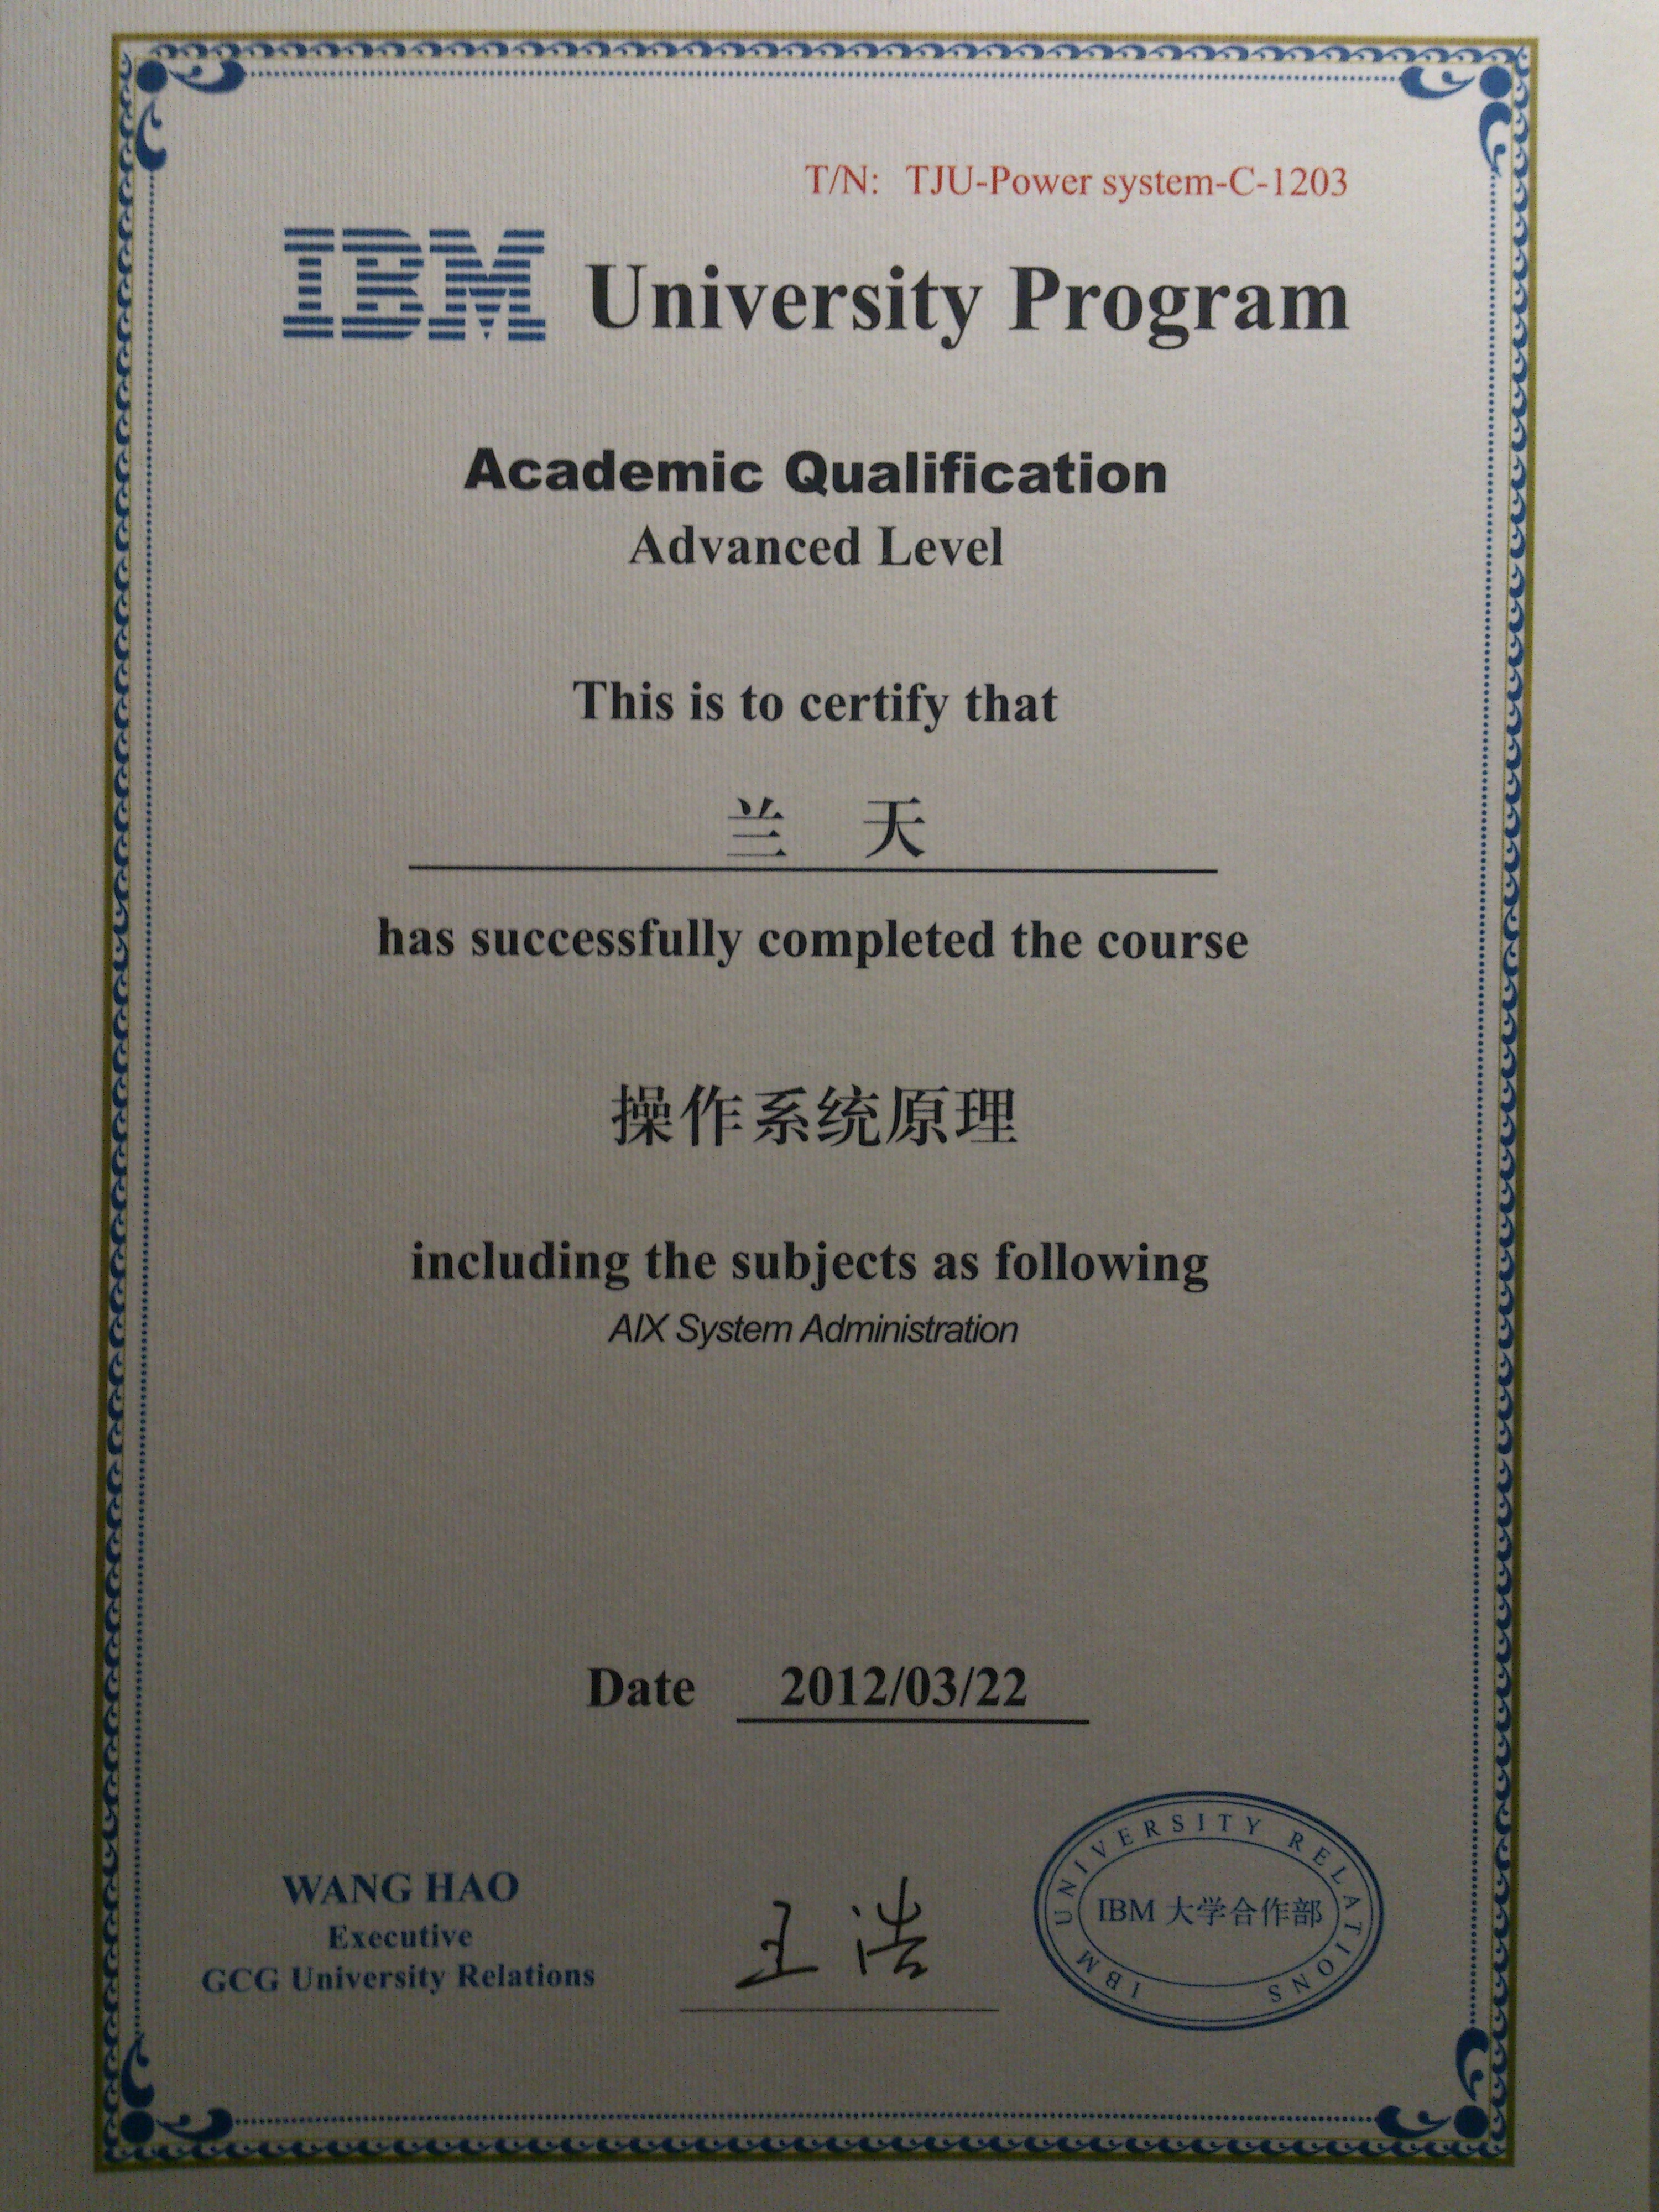 T/N: TJU-Power system-C-1203
IBM University Program
Academic Qualification
Advanced Level
This is to certify that
兰 天
has successfully completed the course
操作系统原理
including the subjects as following
AIX System Administration
Date 2012/03/22
WANG HAO
Executive
GCG University Relations
王浩
IBM UNIVERSITY RELATIONS
IBM 大学合作部